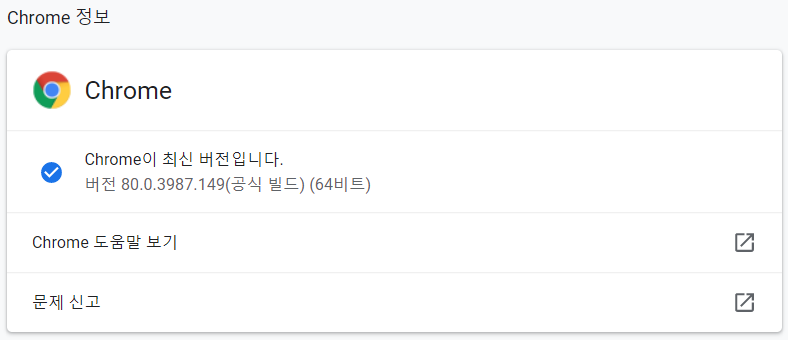 Chrome 정보
Chrome
Chrome이 최신 버전입니다.
버전 80.0.3987.149(공식 빌드) (64비트)
Chrome 도움말 보기
문제 신고